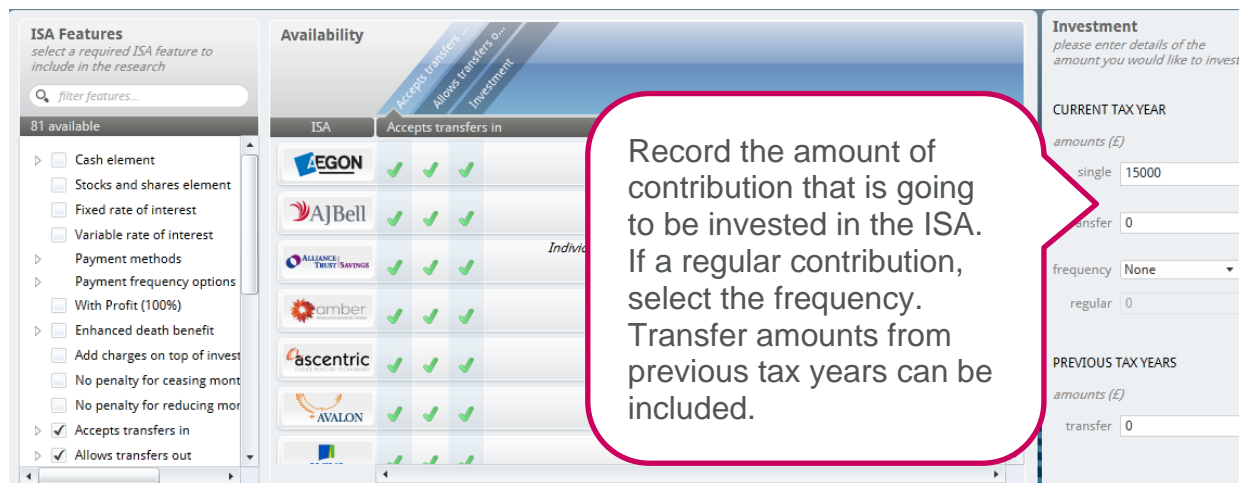 ISA Features
select a required ISA feature to
include in the research
filter features...
81 available
Cash element
Stocks and shares element
Fixed rate of interest
Variable rate of interest
Payment methods
Payment frequency options
With Profit (100%)
Enhanced death benefit
Add charges on top of invest
No penalty for ceasing mont
No penalty for reducing mor
Accepts transfers in
Allows transfers out
Availability
Accepts transfers ...
Allows transfers o...
Investment
ISA
Accepts transfers in
AEGON
AJBell
ALLIANCE
TRUST SAVINGS
Individ
amber
ascentric
AVALON
Record the amount of
contribution that is going
to be invested in the ISA.
If a regular contribution,
select the frequency.
Transfer amounts from
previous tax years can be
included.
Investment
please enter details of the
amount you would like to invest
CURRENT TAX YEAR
amounts (£)
single 15000
ansfer 0
frequency None
regular 0
PREVIOUS TAX YEARS
amounts (£)
transfer 0